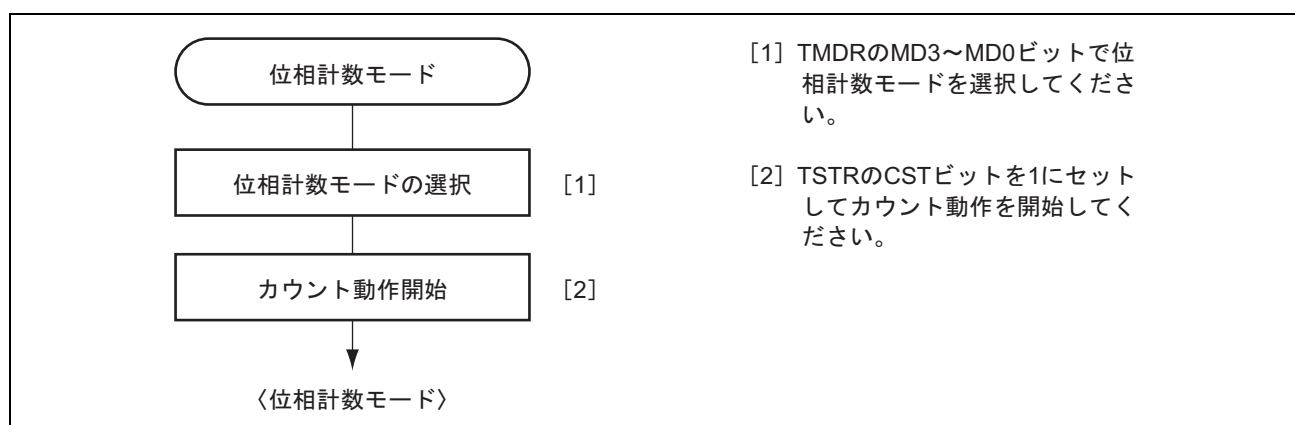 位相計数モード
位相計数モードの選択 ［1］
カウント動作開始 ［2］
〈位相計数モード〉
［1］TMDRのMD3～MD0ビットで位
相計数モードを選択してくださ
い。
［2］TSTRのCSTビットを1にセット
してカウント動作を開始してく
ださい。